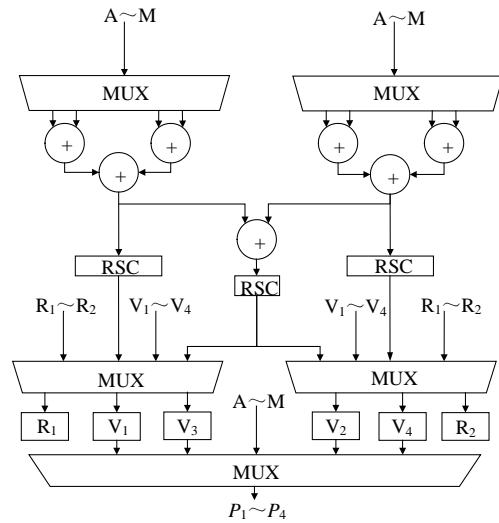 A～M A～M
MUX MUX
+ + + +
+ +
+
RSC RSC
RSC
R₁～R₂ V₁～V₄ V₁～V₄ R₁～R₂
MUX MUX
A～M
R₁ V₁ V₃ V₂ V₄ R₂
MUX
P₁～P₄